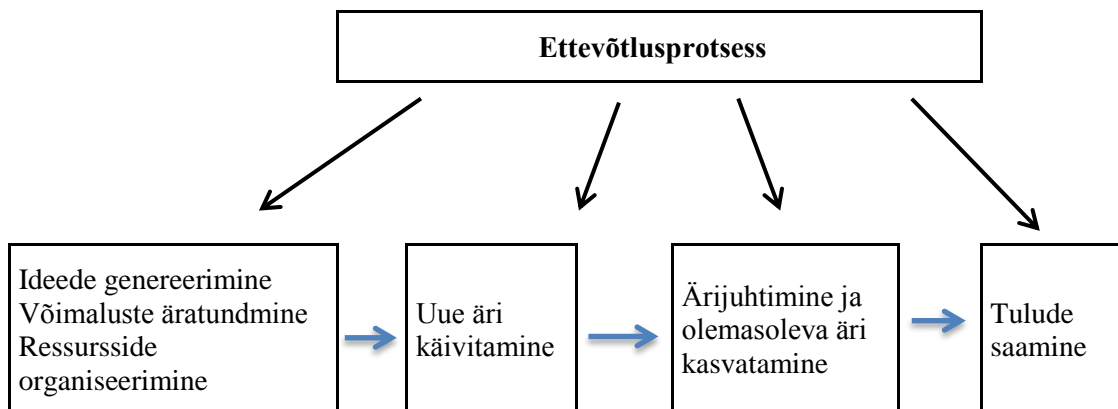 Ettevõtlusprotsess
Ideede genereerimine
Võimaluste äratundmine
Ressursside
organiseerimine
Uue äri
käivitamine
Ärijuhtimine ja
olemasoleva äri
kasvatamine
Tulude
saamine